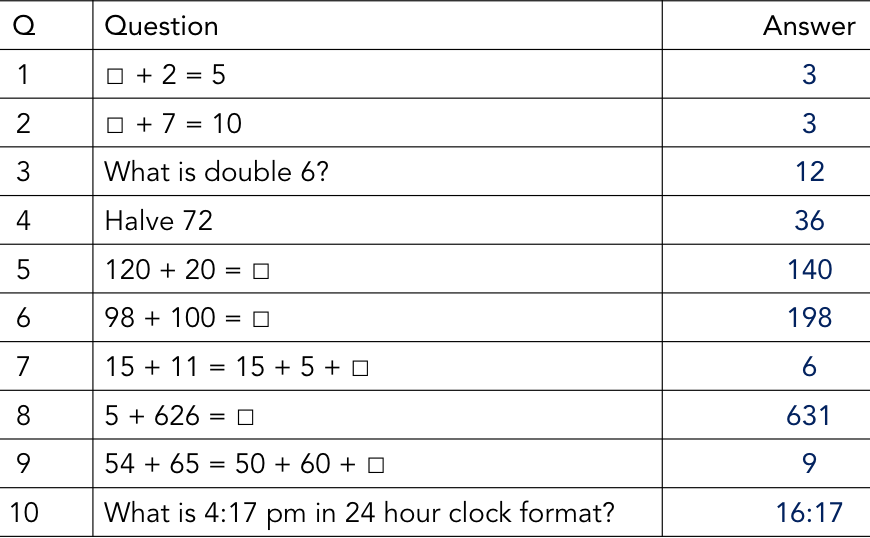 Q Question Answer
1 □ + 2 = 5 3
2 □ + 7 = 10 3
3 What is double 6? 12
4 Halve 72 36
5 120 + 20 = □ 140
6 98 + 100 = □ 198
7 15 + 11 = 15 + 5 + □ 6
8 5 + 626 = □ 631
9 54 + 65 = 50 + 60 + □ 9
10 What is 4:17 pm in 24 hour clock format? 16:17